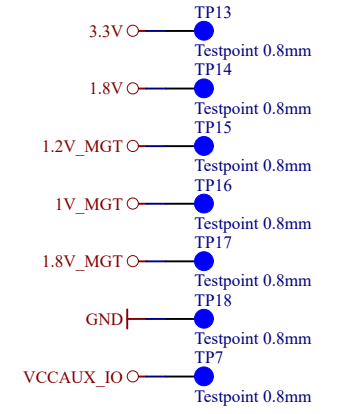 TP13
3.3V
Testpoint 0.8mm
TP14
1.8V
Testpoint 0.8mm
TP15
1.2V_MGT
Testpoint 0.8mm
TP16
1V_MGT
Testpoint 0.8mm
TP17
1.8V_MGT
Testpoint 0.8mm
TP18
GND
Testpoint 0.8mm
TP7
VCCAUX_IO
Testpoint 0.8mm